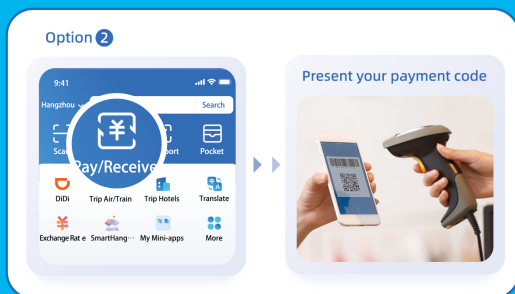 Option 2
9:41
Hangzhou
Search
Scan
Pay/Receive
port
Pocket
DiDi
Trip Air/Train
Trip Hotels
Translate
Exchange Rat e
SmartHang···
My Mini-apps
More
Present your payment code